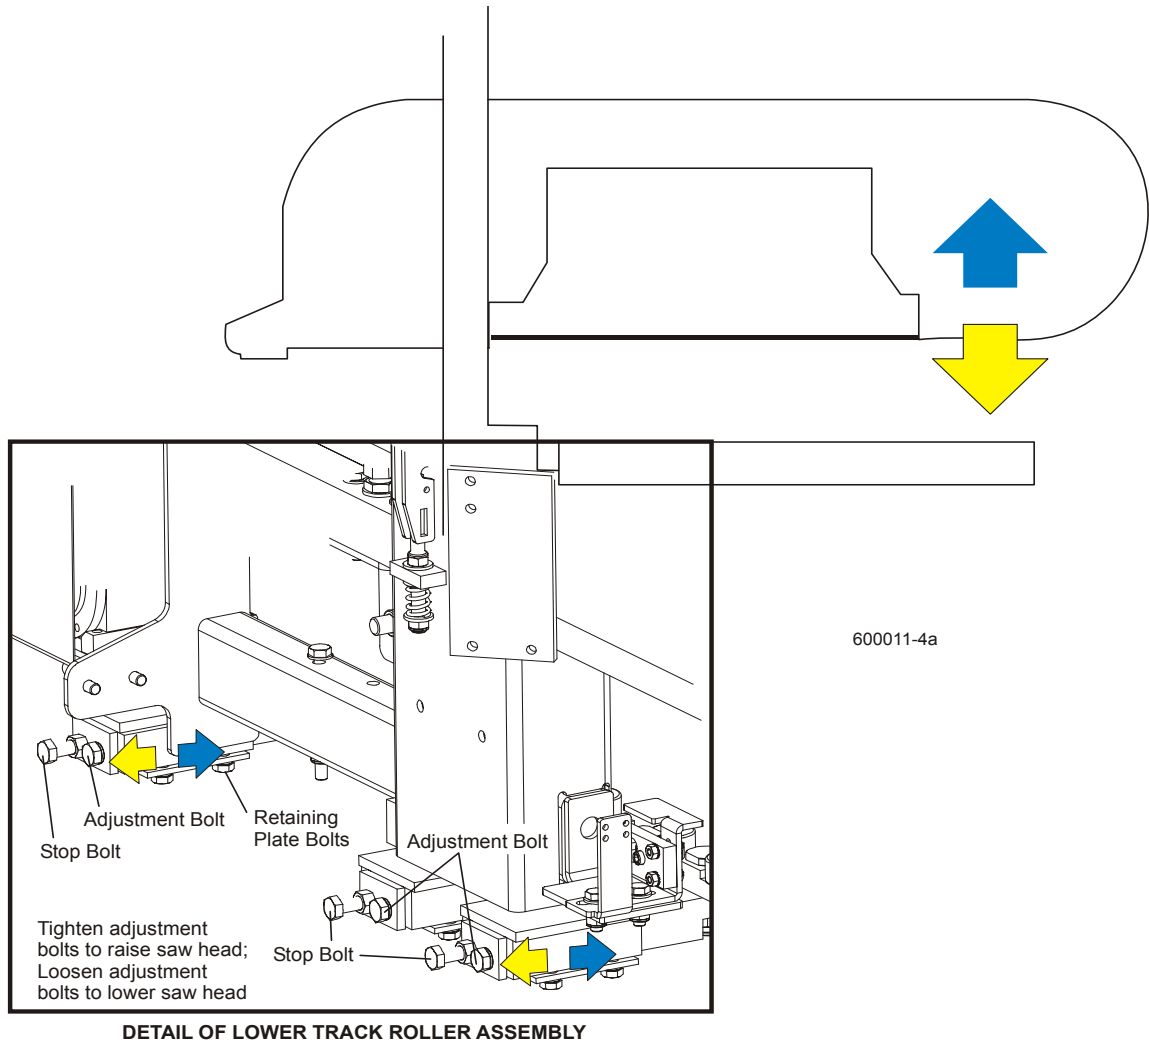 600011-4a
Adjustment Bolt
Stop Bolt
Retaining
Plate Bolts
Adjustment Bolt
Stop Bolt
Tighten adjustment
bolts to raise saw head;
Loosen adjustment
bolts to lower saw head
DETAIL OF LOWER TRACK ROLLER ASSEMBLY